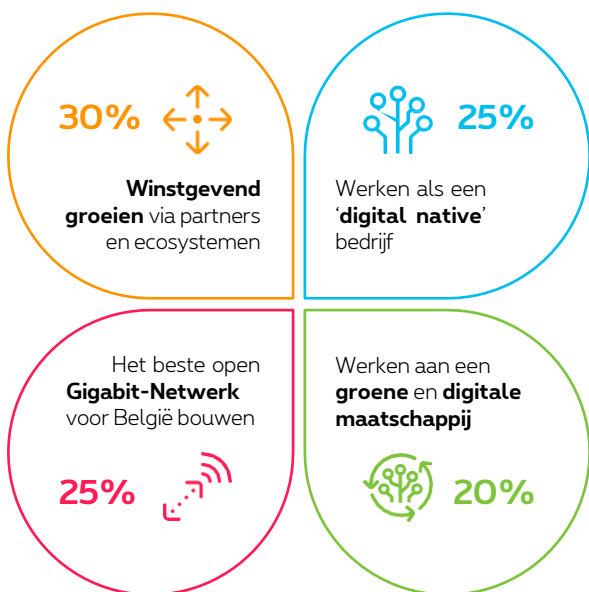 30%
Winstgevend
groeien via partners
en ecosystemen
25%
Werken als een
‘digital native’
bedrijf
Het beste open
Gigabit-Netwerk
voor België bouwen
25%
Werken aan een
groene en digitale
maatschappij
20%